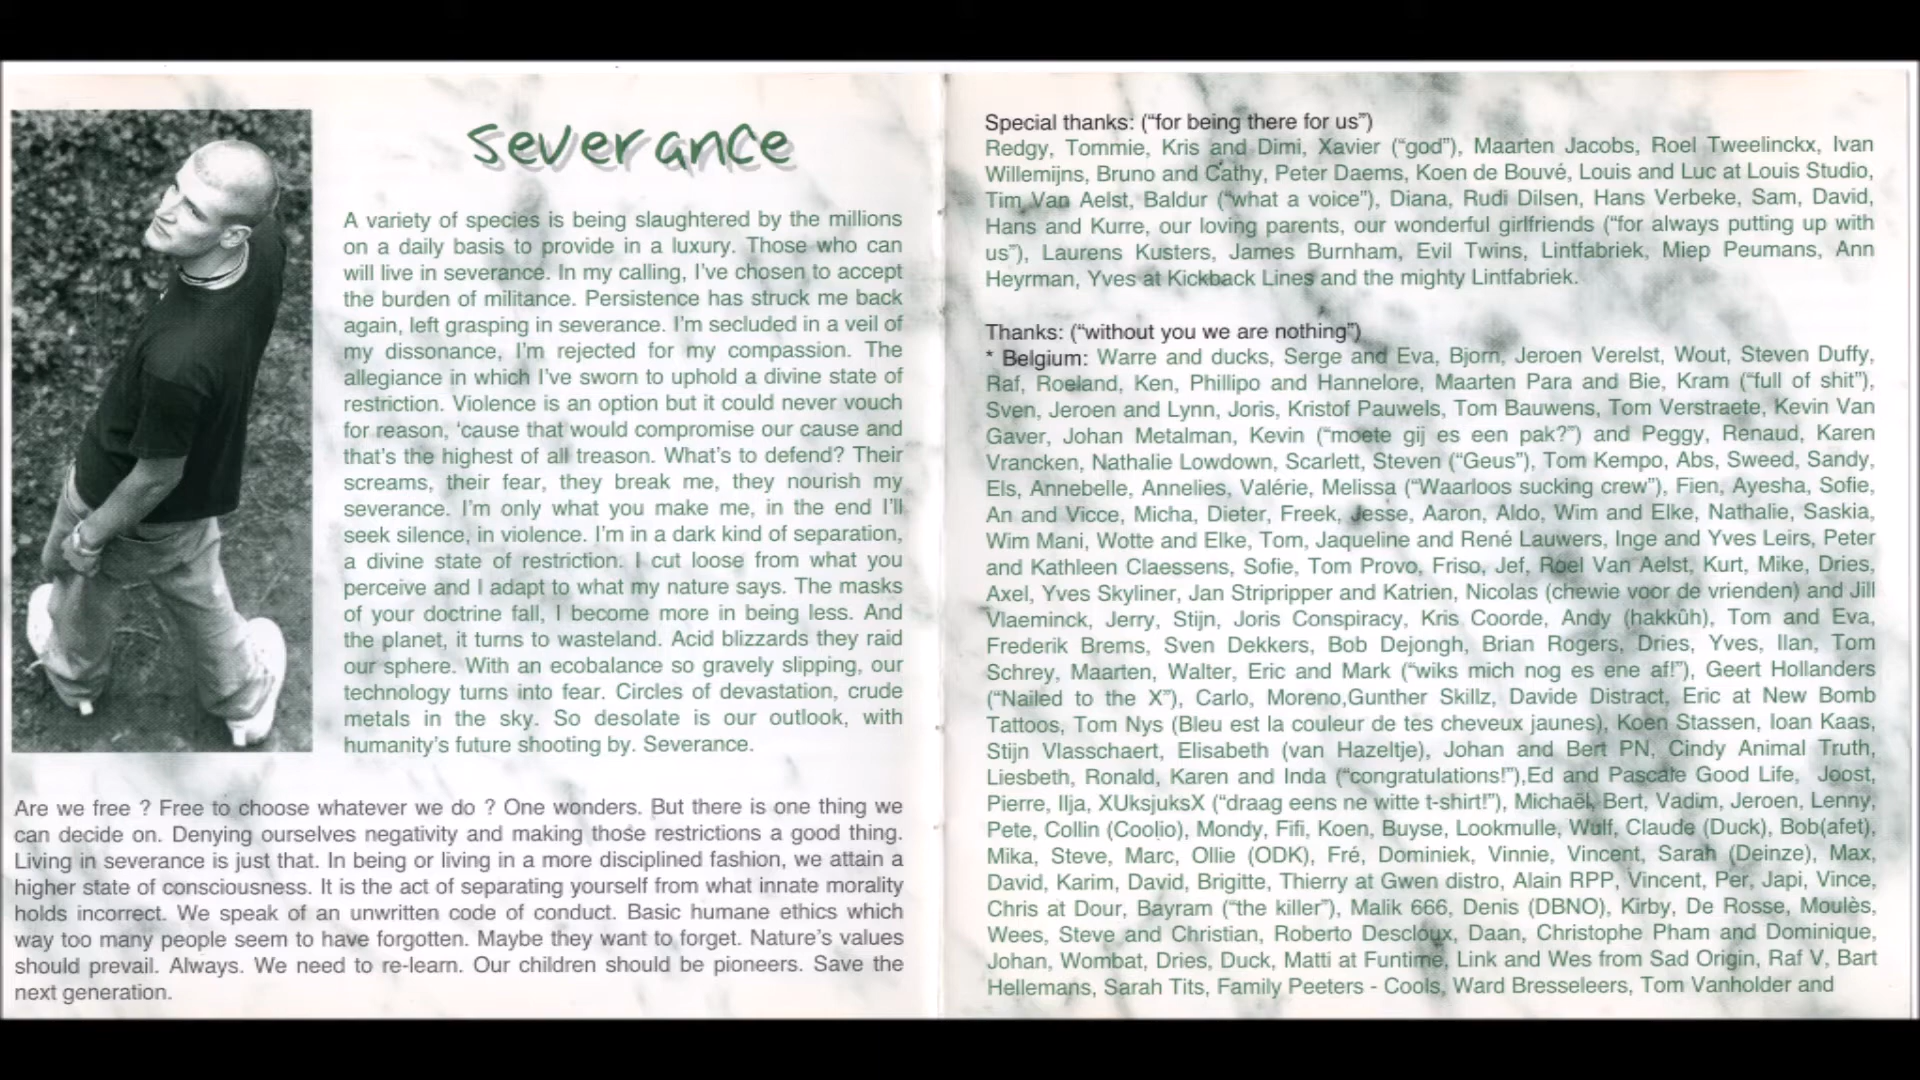 Severance
A variety of species is being slaughtered by the millions
on a daily basis to provide in a luxury. Those who can
will live in severance. In my calling, I've chosen to accept
the burden of militance. Persistence has struck me back
again, left grasping in severance. I'm secluded in a veil of
my dissonance, I'm rejected for my compassion. The
allegiance in which I've sworn to uphold a divine state of
restriction. Violence is an option but it could never vouch
for reason, 'cause that would compromise our cause and
that's the highest of all treason. What's to defend? Their
screams, their fear, they break me, they nourish my
severance. I'm only what you make me, in the end I'll
seek silence, in violence. I'm in a dark kind of separation,
a divine state of restriction. I cut loose from what you
perceive and I adapt to what my nature says. The masks
of your doctrine fall, I become more in being less. And
the planet, it turns to wasteland. Acid blizzards they raid
our sphere. With an ecobalance so gravely slipping, our
technology turns into fear. Circles of devastation, crude
metals in the sky. So desolate is our outlook, with
humanity's future shooting by. Severance.
Are we free ? Free to choose whatever we do ? One wonders. But there is one thing we
can decide on. Denying ourselves negativity and making those restrictions a good thing.
Living in severance is just that. In being or living in a more disciplined fashion, we attain a
higher state of consciousness. It is the act of separating yourself from what innate morality
holds incorrect. We speak of an unwritten code of conduct. Basic humane ethics which
way too many people seem to have forgotten. Maybe they want to forget. Nature's values
should prevail. Always. We need to re-learn. Our children should be pioneers. Save the
next generation.
Special thanks: (“for being there for us”)
Redgy, Tommie, Kris and Dimi, Xavier (“god”), Maarten Jacobs, Roel Tweelinckx, Ivan
Willemijns, Bruno and Cathy, Peter Daems, Koen de Bouvé, Louis and Luc at Louis Studio,
Tim Van Aelst, Baldur (“what a voice”), Diana, Rudi Dilsen, Hans Verbeke, Sam, David,
Hans and Kurre, our loving parents, our wonderful girlfriends (“for always putting up with
us”), Laurens Kusters, James Burnham, Evil Twins, Lintfabriek, Miep Peumans, Ann
Heyrman, Yves at Kickback Lines and the mighty Lintfabriek.
Thanks: (“without you we are nothing”)
* Belgium: Warre and ducks, Serge and Eva, Bjorn, Jeroen Verelst, Wout, Steven Duffy,
Raf, Roeland, Ken, Phillipo and Hannelore, Maarten Para and Bie, Kram (“full of shit”),
Sven, Jeroen and Lynn, Joris, Kristof Pauwels, Tom Bauwens, Tom Verstraete, Kevin Van
Gaver, Johan Metalman, Kevin (“moete gij es een pak?”) and Peggy, Renaud, Karen
Vrancken, Nathalie Lowdown, Scarlett, Steven (“Geus”), Tom Kempo, Abs, Sweed, Sandy,
Els, Annebelle, Annelies, Valérie, Melissa (“Waarloos sucking crew”), Fien, Ayesha, Sofie,
An and Vicce, Micha, Dieter, Freek, Jesse, Aaron, Aldo, Wim and Elke, Nathalie, Saskia,
Wim Mani, Wotte and Elke, Tom, Jaqueline and René Lauwers, Inge and Yves Leirs, Peter
and Kathleen Claessens, Sofie, Tom Provo, Friso, Jef, Roel Van Aelst, Kurt, Mike, Dries,
Axel, Yves Skyliner, Jan Stripripper and Katrien, Nicolas (chewie voor de vrienden) and Jill
Vlaeminck, Jerry, Stijn, Joris Conspiracy, Kris Coorde, Andy (hakkûh), Tom and Eva,
Frederik Brems, Sven Dekkers, Bob Dejongh, Brian Rogers, Dries, Yves, Ilan, Tom
Schrey, Maarten, Walter, Eric and Mark (“wiks mich nog es ene af!”), Geert Hollanders
(“Nailed to the X”), Carlo, Moreno,Gunther Skillz, Davide Distract, Eric at New Bomb
Tattoos, Tom Nys (Bleu est la couleur de tes cheveux jaunes), Koen Stassen, Ioan Kaas,
Stijn Vlasschaert, Elisabeth (van Hazeltje), Johan and Bert PN, Cindy Animal Truth,
Liesbeth, Ronald, Karen and Inda (“congratulations!”),Ed and Pascale Good Life, Joost,
Pierre, Ilja, XUksjuksX (“draag eens ne witte t-shirt!”), Michaël, Bert, Vadim, Jeroen, Lenny,
Pete, Collin (Coolio), Mondy, Fifi, Koen, Buyse, Lookmulle, Wulf, Claude (Duck), Bob(afet),
Mika, Steve, Marc, Ollie (ODK), Fré, Dominiek, Vinnie, Vincent, Sarah (Deinze), Max,
David, Karim, David, Brigitte, Thierry at Gwen distro, Alain RPP, Vincent, Per, Japi, Vince,
Chris at Dour, Bayram (“the killer”), Malik 666, Denis (DBNO), Kirby, De Rosse, Moulès,
Wees, Steve and Christian, Roberto Descloux, Daan, Christophe Pham and Dominique,
Johan, Wombat, Dries, Duck, Matti at Funtime, Link and Wes from Sad Origin, Raf V, Bart
Hellemans, Sarah Tits, Family Peeters - Cools, Ward Bresseleers, Tom Vanholder and